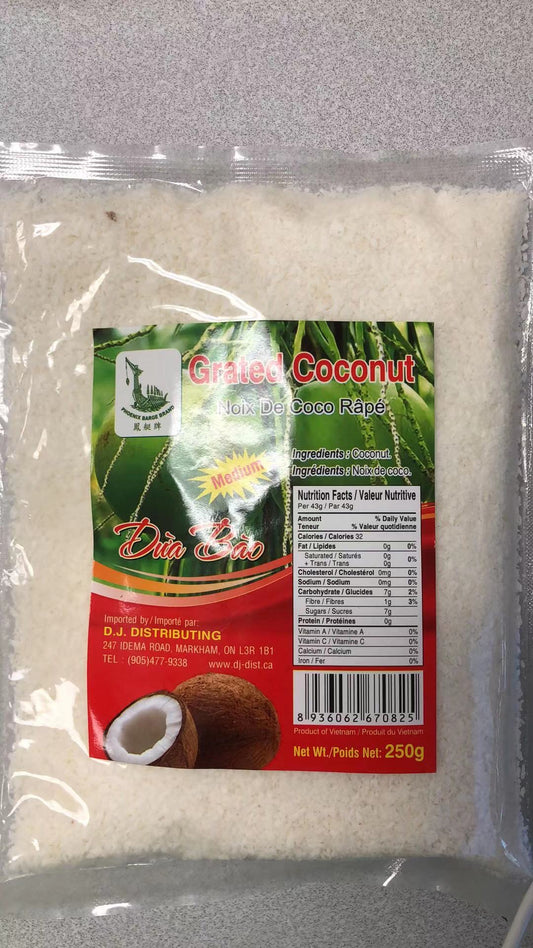 Grated Coconut
Noix De Coco Râpé
PHOENIX BARGE BRAND
鳳艇牌
Medium
Ingredients : Coconut.
Ingrédients : Noix de coco.
Dừa Bào
Nutrition Facts / Valeur Nutritive
Per 43g / Par 43g
Amount % Daily Value
Teneur % Valeur quotidienne
Calories / Calories 32
Fat / Lipides 0g 0%
Saturated / Saturés 0g
+ Trans / Trans 0g 0%
Cholesterol / Cholestérol 0mg 0%
Sodium / Sodium 0mg 0%
Carbohydrate / Glucides 7g 2%
Fibre / Fibres 1g 3%
Sugars / Sucres 7g
Protein / Protéines 0g
Vitamin A / Vitamine A 0%
Vitamin C / Vitamine C 0%
Calcium / Calcium 0%
Iron / Fer 0%
Imported by / Importé par:
D.J. DISTRIBUTING
247 IDEMA ROAD, MARKHAM, ON L3R 1B1
TEL : (905)477-9338 www.dj-dist.ca
8 936062 670825
Product of Vietnam / Produit du Vietnam
Net Wt./Poids Net: 250g